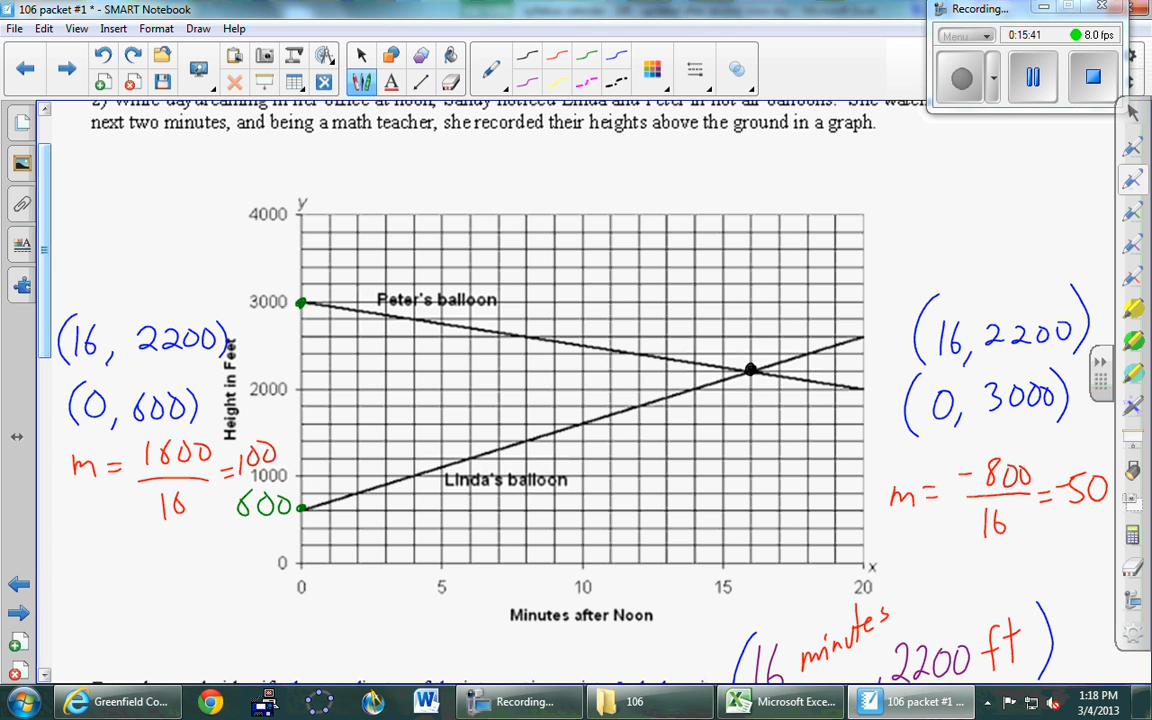 106 packet #1 * - SMART Notebook
Recording...
File Edit View Insert Format Draw Help
Menu
0:15:41
8.0 fps
2) While daydreaming in her office at noon, Sandy noticed Linda and Peter in hot air balloons.
next two minutes, and being a math teacher, she recorded their heights above the ground in a graph.
y
4000
3000
2000
1000
0
Height in Feet
Peter's balloon
Linda's balloon
x
0 5 10 15 20
Minutes after Noon
(16, 2200)
(0, 600)
m = 1600/16 = 100
600
(16, 2200)
(0, 3000)
m = -800/16 = -50
(16 minutes, 2200 ft)
Greenfield Co...
Recording...
106
Microsoft Exce...
106 packet #1 ...
1:18 PM
3/4/2013